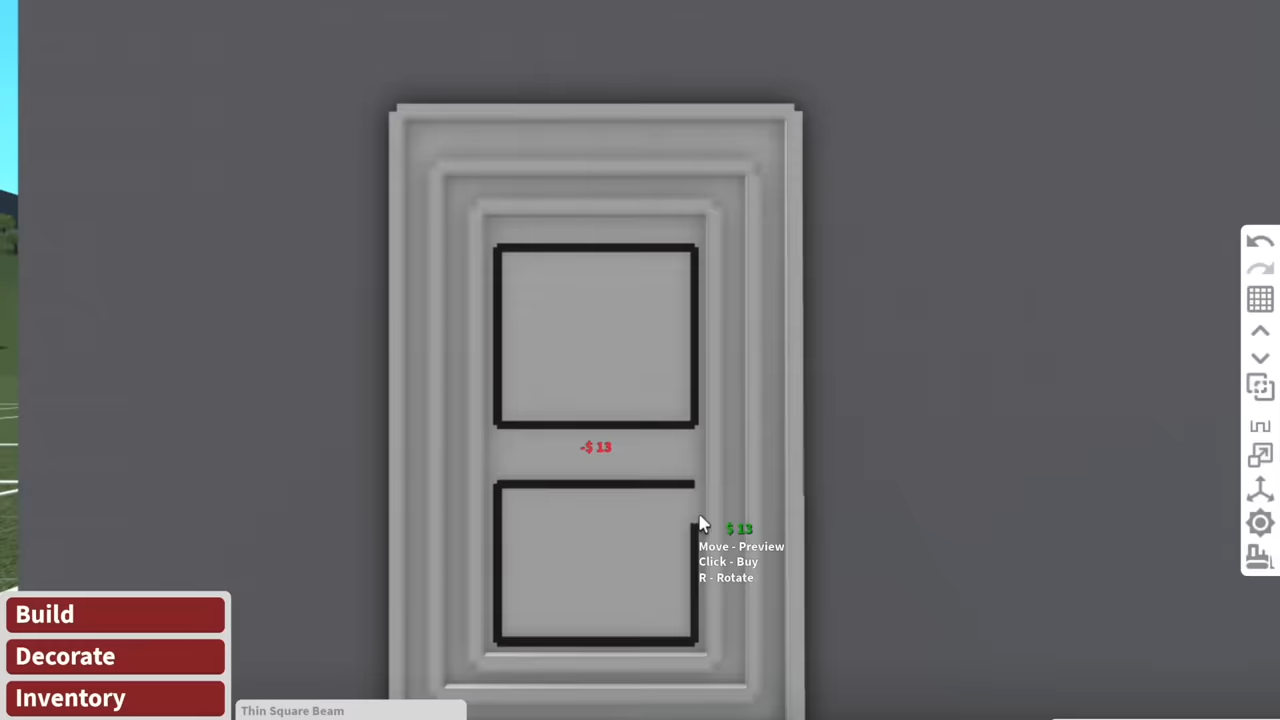 -$ 13
$ 13
Move - Preview
Click - Buy
R - Rotate
Build
Decorate
Inventory
Thin Square Beam